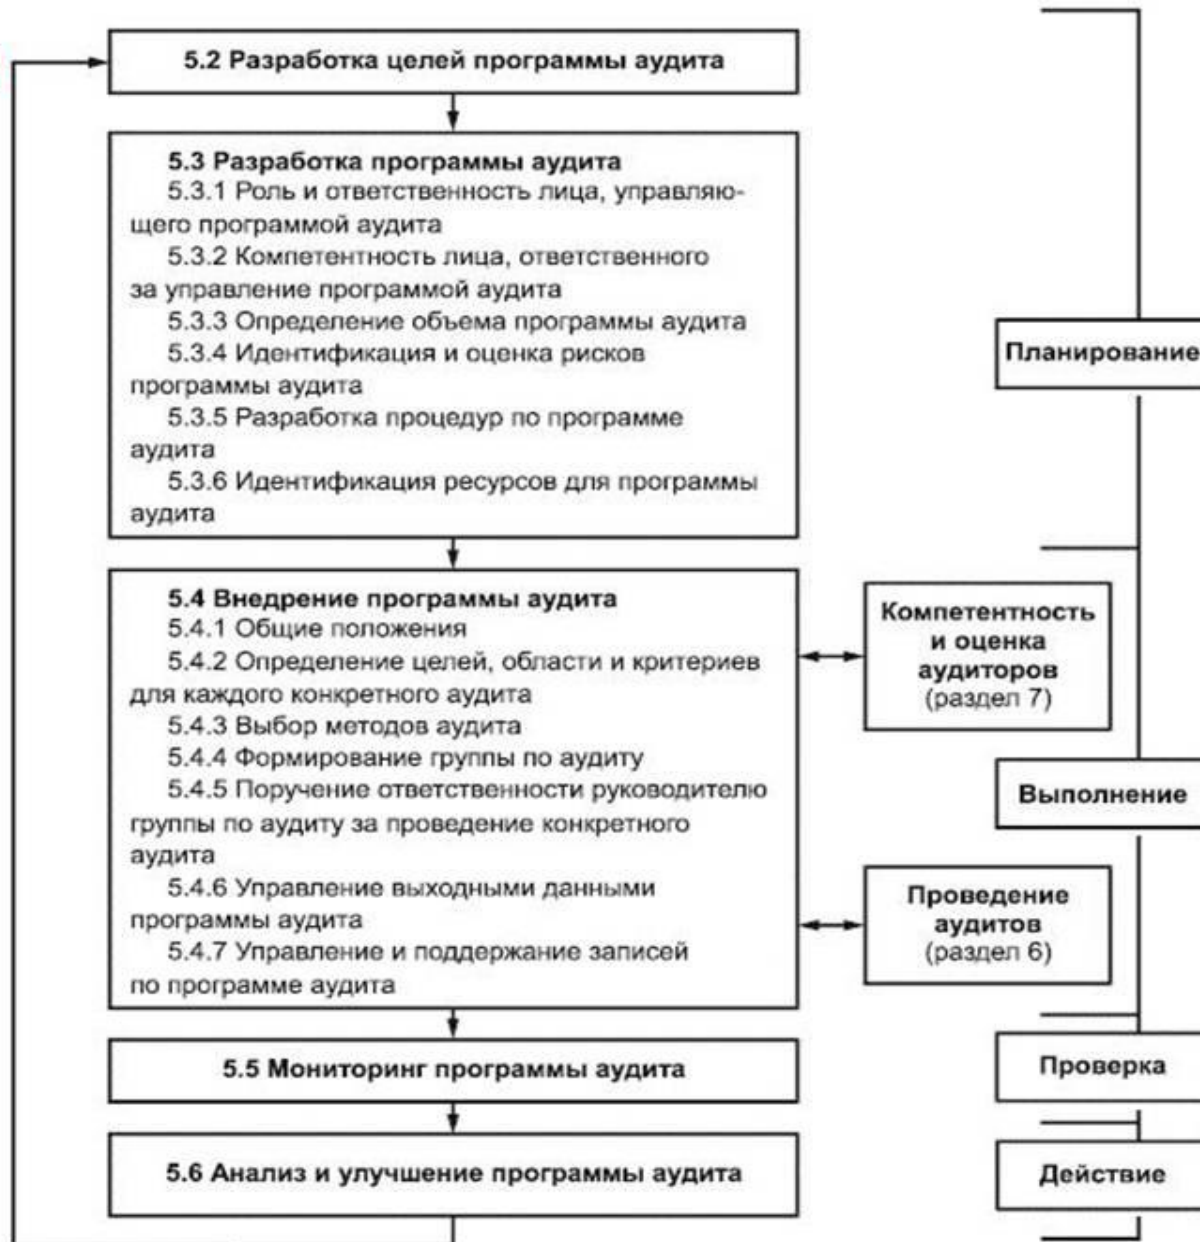 5.2 Разработка целей программы аудита
5.3 Разработка программы аудита
5.3.1 Роль и ответственность лица, управляю-
щего программой аудита
5.3.2 Компетентность лица, ответственного
за управление программой аудита
5.3.3 Определение объема программы аудита
5.3.4 Идентификация и оценка рисков
программы аудита
5.3.5 Разработка процедур по программе
аудита
5.3.6 Идентификация ресурсов для программы
аудита
Планирование
5.4 Внедрение программы аудита
5.4.1 Общие положения
5.4.2 Определение целей, области и критериев
для каждого конкретного аудита
5.4.3 Выбор методов аудита
5.4.4 Формирование группы по аудиту
5.4.5 Поручение ответственности руководителю
группы по аудиту за проведение конкретного
аудита
5.4.6 Управление выходными данными
программы аудита
5.4.7 Управление и поддержание записей
по программе аудита
Компетентность
и оценка
аудиторов
(раздел 7)
Выполнение
Проведение
аудитов
(раздел 6)
5.5 Мониторинг программы аудита
Проверка
5.6 Анализ и улучшение программы аудита
Действие